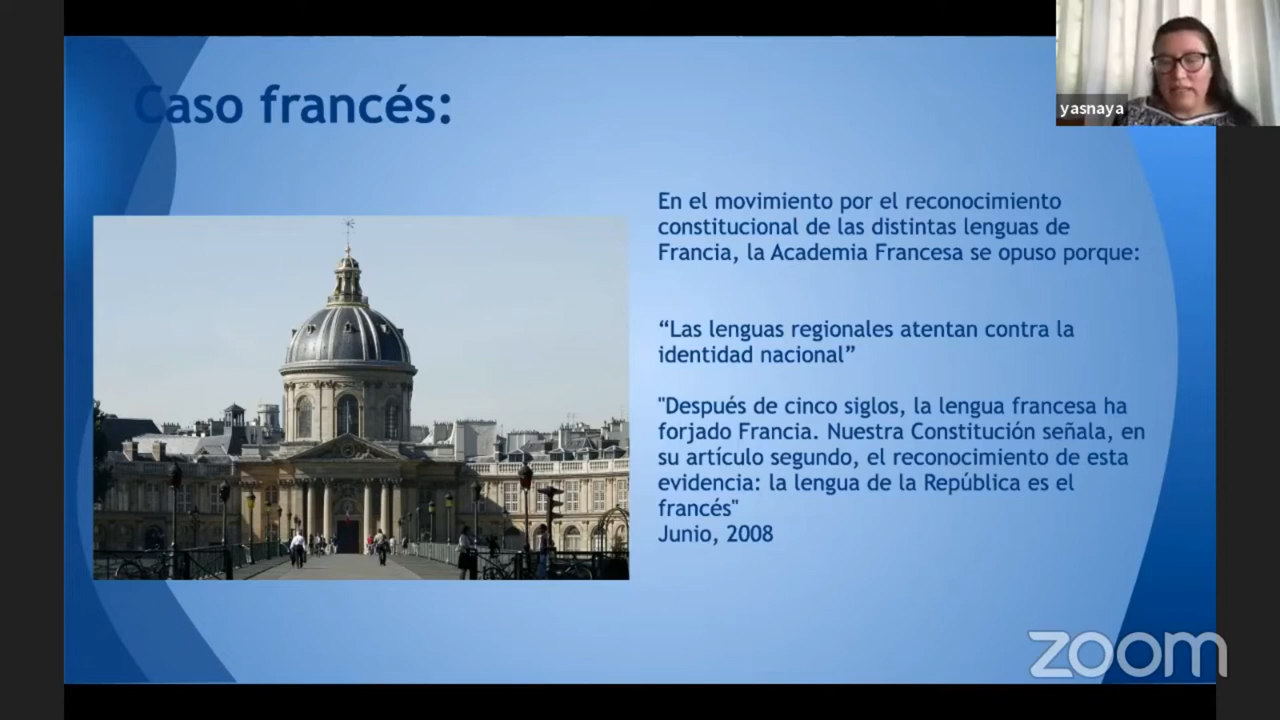 Caso francés:
yasnaya
En el movimiento por el reconocimiento
constitucional de las distintas lenguas de
Francia, la Academia Francesa se opuso porque:
“Las lenguas regionales atentan contra la
identidad nacional”
"Después de cinco siglos, la lengua francesa ha
forjado Francia. Nuestra Constitución señala, en
su artículo segundo, el reconocimiento de esta
evidencia: la lengua de la República es el
francés"
Junio, 2008
zoom